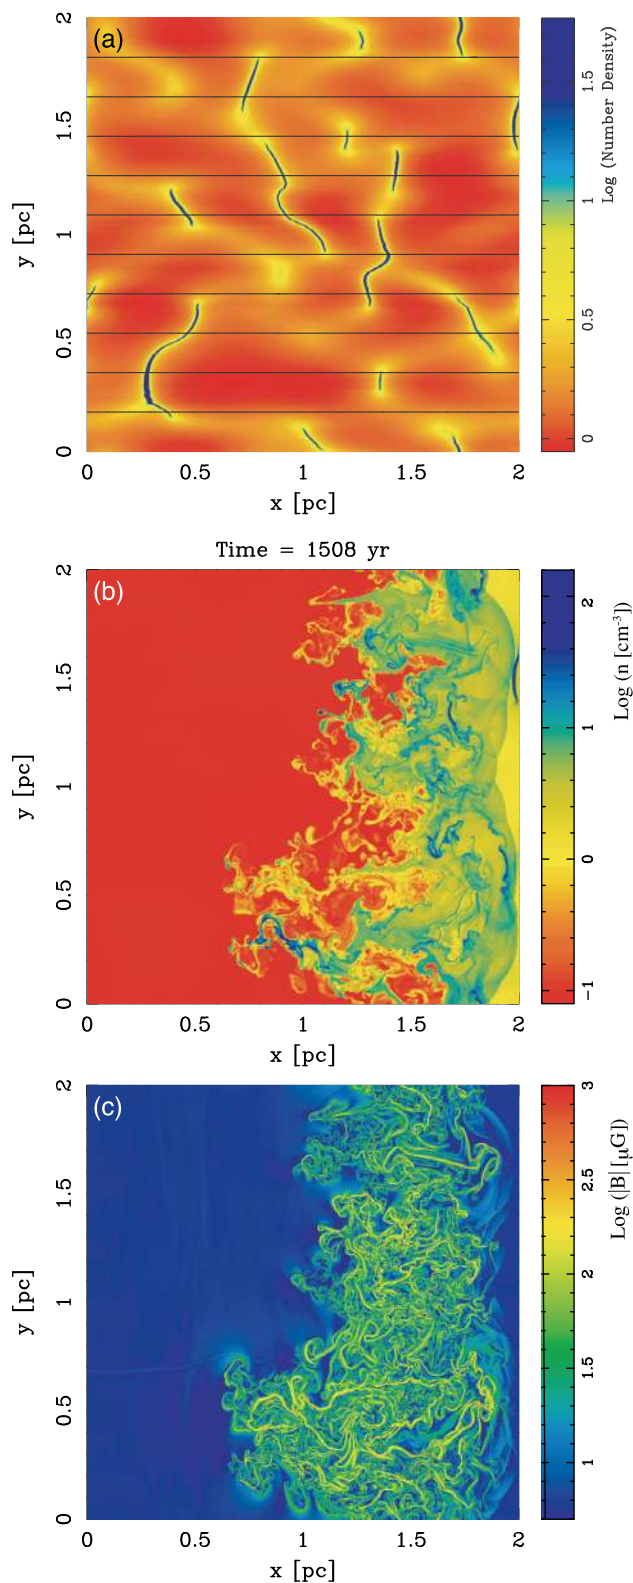 (a)
y [pc]
2
1.5
1
0.5
0
0 0.5 1 1.5 2
x [pc]
1.5
1
0.5
0
Log (Number Density)
Time = 1508 yr
(b)
y [pc]
2
1.5
1
0.5
0
0 0.5 1 1.5 2
x [pc]
2
1
0
−1
Log (n [cm⁻³])
(c)
y [pc]
2
1.5
1
0.5
0
0 0.5 1 1.5 2
x [pc]
3
2.5
2
1.5
1
Log (|B| [μG])